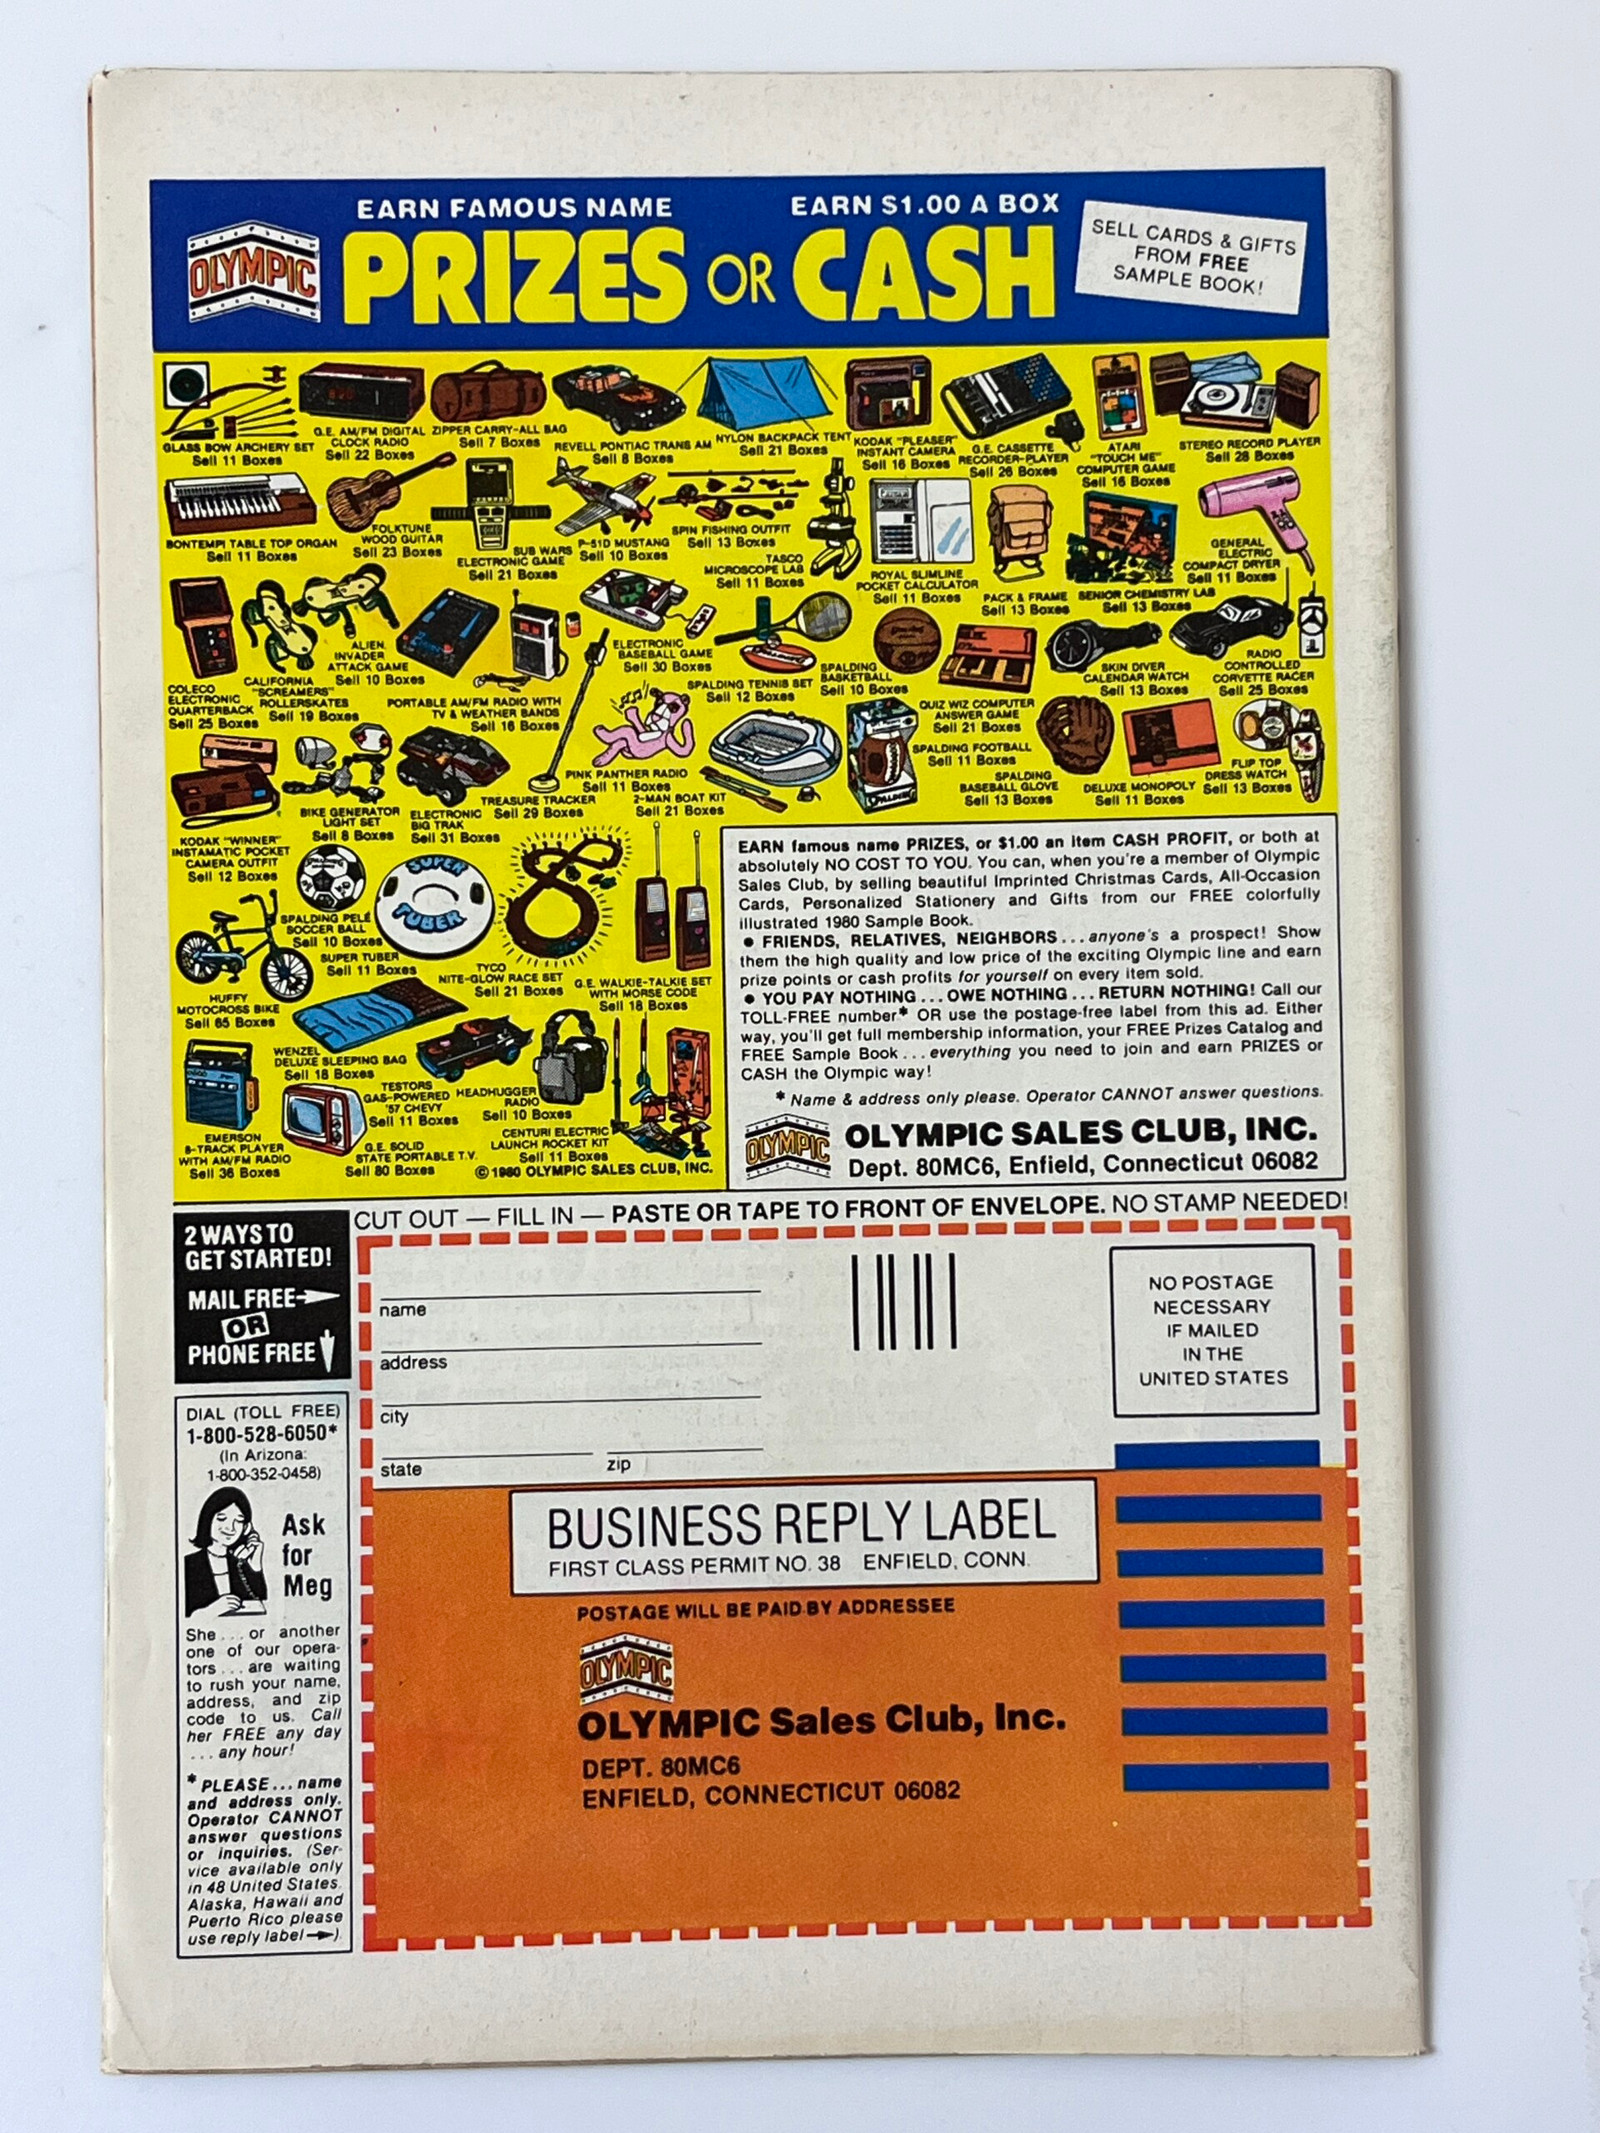 EARN FAMOUS NAME
EARN $1.00 A BOX
OLYMPIC
PRIZES OR CASH
SELL CARDS & GIFTS
FROM FREE
SAMPLE BOOK!
GLASS BOW ARCHERY SET
Sell 11 Boxes
G.E. AM/FM DIGITAL
CLOCK RADIO
Sell 22 Boxes
ZIPPER CARRY-ALL BAG
Sell 7 Boxes
REVELL PONTIAC TRANS AM
Sell 8 Boxes
NYLON BACKPACK TENT
Sell 21 Boxes
KODAK "PLEASER"
INSTANT CAMERA
Sell 16 Boxes
G.E. CASSETTE
RECORDER-PLAYER
Sell 26 Boxes
ATARI
"TOUCH ME"
COMPUTER GAME
Sell 16 Boxes
STEREO RECORD PLAYER
Sell 28 Boxes
BONTEMPI TABLE TOP ORGAN
Sell 11 Boxes
FOLKTUNE
WOOD GUITAR
Sell 23 Boxes
SUB WARS
ELECTRONIC GAME
Sell 21 Boxes
P-51D MUSTANG
Sell 10 Boxes
SPIN FISHING OUTFIT
Sell 13 Boxes
TASCO
MICROSCOPE LAB
Sell 11 Boxes
ROYAL SLIMLINE
POCKET CALCULATOR
Sell 11 Boxes
PACK & FRAME
Sell 13 Boxes
SENIOR CHEMISTRY LAB
Sell 13 Boxes
GENERAL
ELECTRIC
COMPACT DRYER
Sell 11 Boxes
COLECO
ELECTRONIC
QUARTERBACK
Sell 25 Boxes
CALIFORNIA
"SCREAMERS"
ROLLERSKATES
Sell 19 Boxes
ALIEN
INVADER
ATTACK GAME
Sell 10 Boxes
PORTABLE AM/FM RADIO WITH
TV & WEATHER BANDS
Sell 16 Boxes
ELECTRONIC
BASEBALL GAME
Sell 30 Boxes
SPALDING TENNIS SET
Sell 12 Boxes
SPALDING
BASKETBALL
Sell 10 Boxes
QUIZ WIZ COMPUTER
ANSWER GAME
Sell 21 Boxes
SKIN DIVER
CALENDAR WATCH
Sell 13 Boxes
RADIO
CONTROLLED
CORVETTE RACER
Sell 25 Boxes
KODAK "WINNER"
INSTAMATIC POCKET
CAMERA OUTFIT
Sell 12 Boxes
BIKE GENERATOR
LIGHT SET
Sell 8 Boxes
ELECTRONIC
BIG TRAK
Sell 31 Boxes
TREASURE TRACKER
Sell 29 Boxes
PINK PANTHER RADIO
Sell 11 Boxes
2-MAN BOAT KIT
Sell 21 Boxes
SPALDING
SPALDING FOOTBALL
Sell 11 Boxes
SPALDING
BASEBALL GLOVE
Sell 13 Boxes
DELUXE MONOPOLY
Sell 11 Boxes
FLIP TOP
DRESS WATCH
Sell 13 Boxes
HUFFY
MOTOCROSS BIKE
Sell 65 Boxes
SPALDING PELÉ
SOCCER BALL
Sell 10 Boxes
SUPER
TUBER
SUPER TUBER
Sell 11 Boxes
TYCO
NITE-GLOW RACE SET
Sell 21 Boxes
G.E. WALKIE-TALKIE SET
WITH MORSE CODE
Sell 18 Boxes
WENZEL
DELUXE SLEEPING BAG
Sell 18 Boxes
EMERSON
8-TRACK PLAYER
WITH AM/FM RADIO
Sell 36 Boxes
G.E. SOLID
STATE PORTABLE T.V.
Sell 80 Boxes
TESTORS
GAS-POWERED
'57 CHEVY
Sell 11 Boxes
HEADHUGGER
RADIO
Sell 10 Boxes
CENTURI ELECTRIC
LAUNCH ROCKET KIT
Sell 11 Boxes
© 1980 OLYMPIC SALES CLUB, INC.
EARN famous name PRIZES, or $1.00 an item CASH PROFIT, or both at
absolutely NO COST TO YOU. You can, when you're a member of Olympic
Sales Club, by selling beautiful Imprinted Christmas Cards, All-Occasion
Cards, Personalized Stationery and Gifts from our FREE colorfully
illustrated 1980 Sample Book.
• FRIENDS, RELATIVES, NEIGHBORS...anyone's a prospect! Show
them the high quality and low price of the exciting Olympic line and earn
prize points or cash profits for yourself on every item sold.
• YOU PAY NOTHING...OWE NOTHING...RETURN NOTHING! Call our
TOLL-FREE number* OR use the postage-free label from this ad. Either
way, you'll get full membership information, your FREE Prizes Catalog and
FREE Sample Book...everything you need to join and earn PRIZES or
CASH the Olympic way!
* Name & address only please. Operator CANNOT answer questions.
OLYMPIC
OLYMPIC SALES CLUB, INC.
Dept. 80MC6, Enfield, Connecticut 06082
CUT OUT — FILL IN — PASTE OR TAPE TO FRONT OF ENVELOPE. NO STAMP NEEDED!
2 WAYS TO
GET STARTED!
MAIL FREE
OR
PHONE FREE
DIAL (TOLL FREE)
1-800-528-6050*
(In Arizona:
1-800-352-0458)
Ask
for
Meg
She...or another
one of our opera-
tors...are waiting
to rush your name,
address, and zip
code to us. Call
her FREE any day
...any hour!
* PLEASE...name
and address only.
Operator CANNOT
answer questions
or inquiries. (Ser-
vice available only
in 48 United States.
Alaska, Hawaii and
Puerto Rico please
use reply label →).
name
address
city
state
zip
NO POSTAGE
NECESSARY
IF MAILED
IN THE
UNITED STATES
BUSINESS REPLY LABEL
FIRST CLASS PERMIT NO. 38 ENFIELD, CONN.
POSTAGE WILL BE PAID BY ADDRESSEE
OLYMPIC
OLYMPIC Sales Club, Inc.
DEPT. 80MC6
ENFIELD, CONNECTICUT 06082